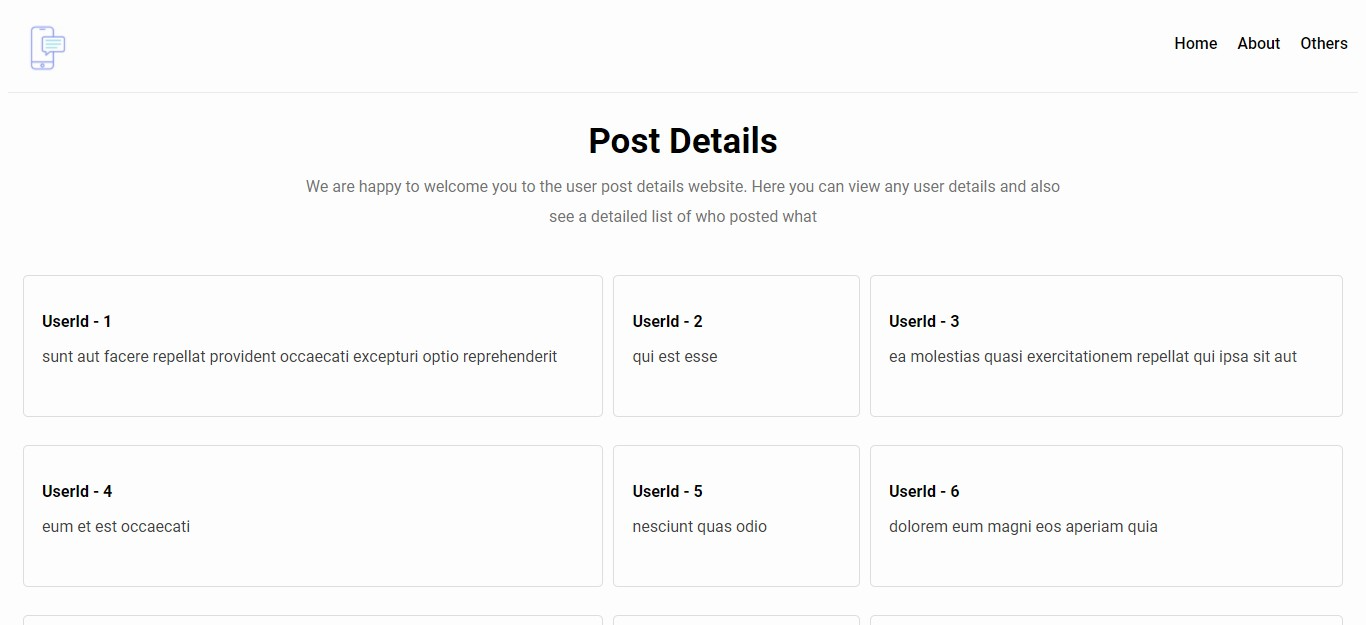 Home About Others
Post Details
We are happy to welcome you to the user post details website. Here you can view any user details and also
see a detailed list of who posted what
UserId - 1
sunt aut facere repellat provident occaecati excepturi optio reprehenderit
UserId - 2
qui est esse
UserId - 3
ea molestias quasi exercitationem repellat qui ipsa sit aut
UserId - 4
eum et est occaecati
UserId - 5
nesciunt quas odio
UserId - 6
dolorem eum magni eos aperiam quia